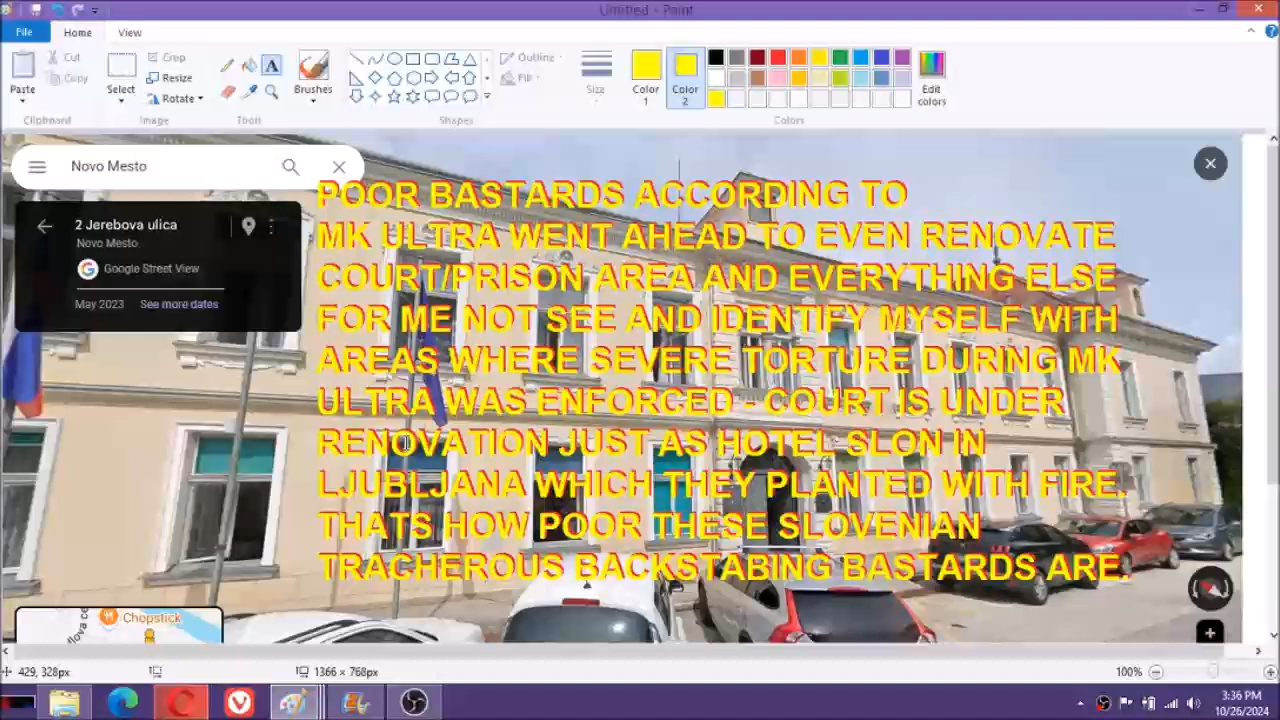 Untitled - Paint
File
Home
View
Cut
Copy
Paste
Clipboard
Crop
Resize
Rotate
Select
Image
Tools
Brushes
Outline
Fill
Shapes
Size
Color 1
Color 2
Edit colors
Colors
Novo Mesto
2 Jerebova ulica
Novo Mesto
Google Street View
May 2023 See more dates
POOR BASTARDS ACCORDING TO
MK ULTRA WENT AHEAD TO EVEN RENOVATE
COURT/PRISON AREA AND EVERYTHING ELSE
FOR ME NOT SEE AND IDENTIFY MYSELF WITH
AREAS WHERE SEVERE TORTURE DURING MK
ULTRA WAS ENFORCED - COURT IS UNDER
RENOVATION JUST AS HOTEL SLON IN
LJUBLJANA WHICH THEY PLANTED WITH FIRE.
THATS HOW POOR THESE SLOVENIAN
TRACHEROUS BACKSTABING BASTARDS ARE.
Chopstick
429, 328px
1366 × 768px
100%
3:36 PM
10/26/2024